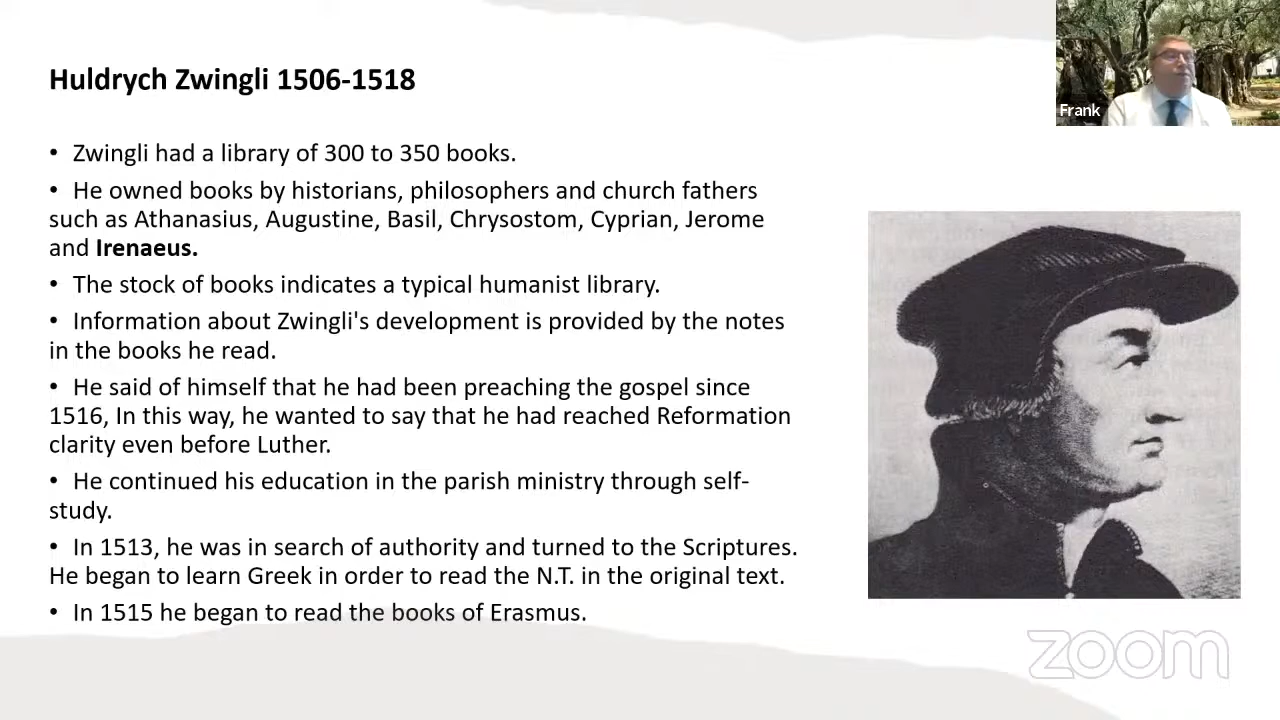 Huldrych Zwingli 1506-1518
Frank
• Zwingli had a library of 300 to 350 books.
• He owned books by historians, philosophers and church fathers
such as Athanasius, Augustine, Basil, Chrysostom, Cyprian, Jerome
and Irenaeus.
• The stock of books indicates a typical humanist library.
• Information about Zwingli's development is provided by the notes
in the books he read.
• He said of himself that he had been preaching the gospel since
1516, In this way, he wanted to say that he had reached Reformation
clarity even before Luther.
• He continued his education in the parish ministry through self-
study.
• In 1513, he was in search of authority and turned to the Scriptures.
He began to learn Greek in order to read the N.T. in the original text.
• In 1515 he began to read the books of Erasmus.
zoom